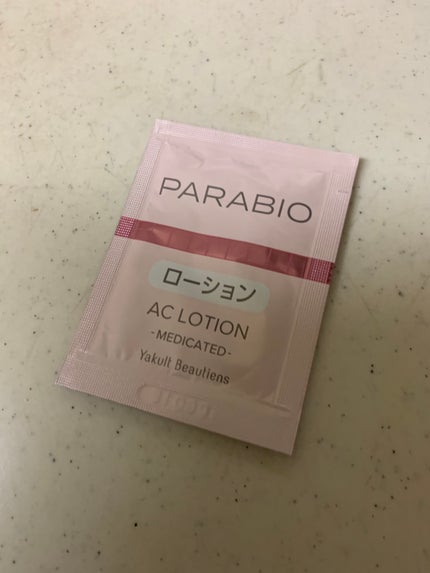 PARABIO
ローション
AC LOTION
-MEDICATED-
Yakult Beautiens